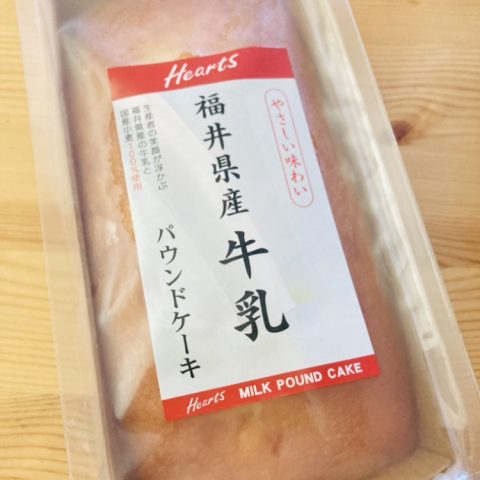 Hearts
やさしい味わい
福井県産
牛乳
パウンドケーキ
生産者の笑顔が浮かぶ
福井県産の牛乳と
国産小麦100%使用
Hearts MILK POUND CAKE